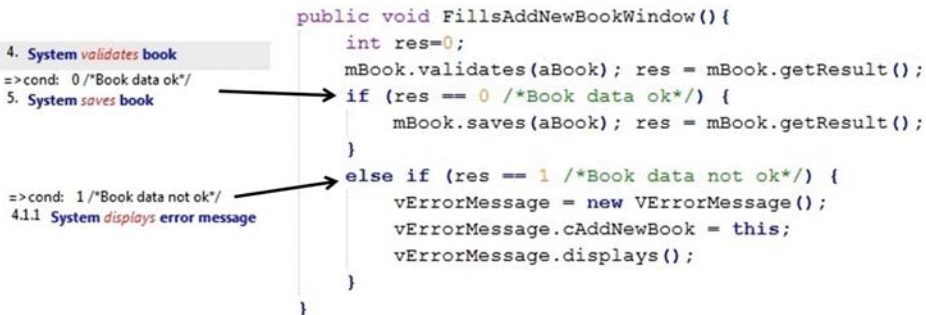 4. System validates book
=>cond: 0 /*Book data ok*/
5. System saves book
=>cond: 1 /*Book data not ok*/
4.1.1 System displays error message
public void FillsAddNewBookWindow(){
int res=0;
mBook.validates(aBook); res = mBook.getResult();
if (res == 0 /*Book data ok*/) {
mBook.saves(aBook); res = mBook.getResult();
}
else if (res == 1 /*Book data not ok*/) {
vErrorMessage = new VErrorMessage();
vErrorMessage.cAddNewBook = this;
vErrorMessage.displays();
}
}